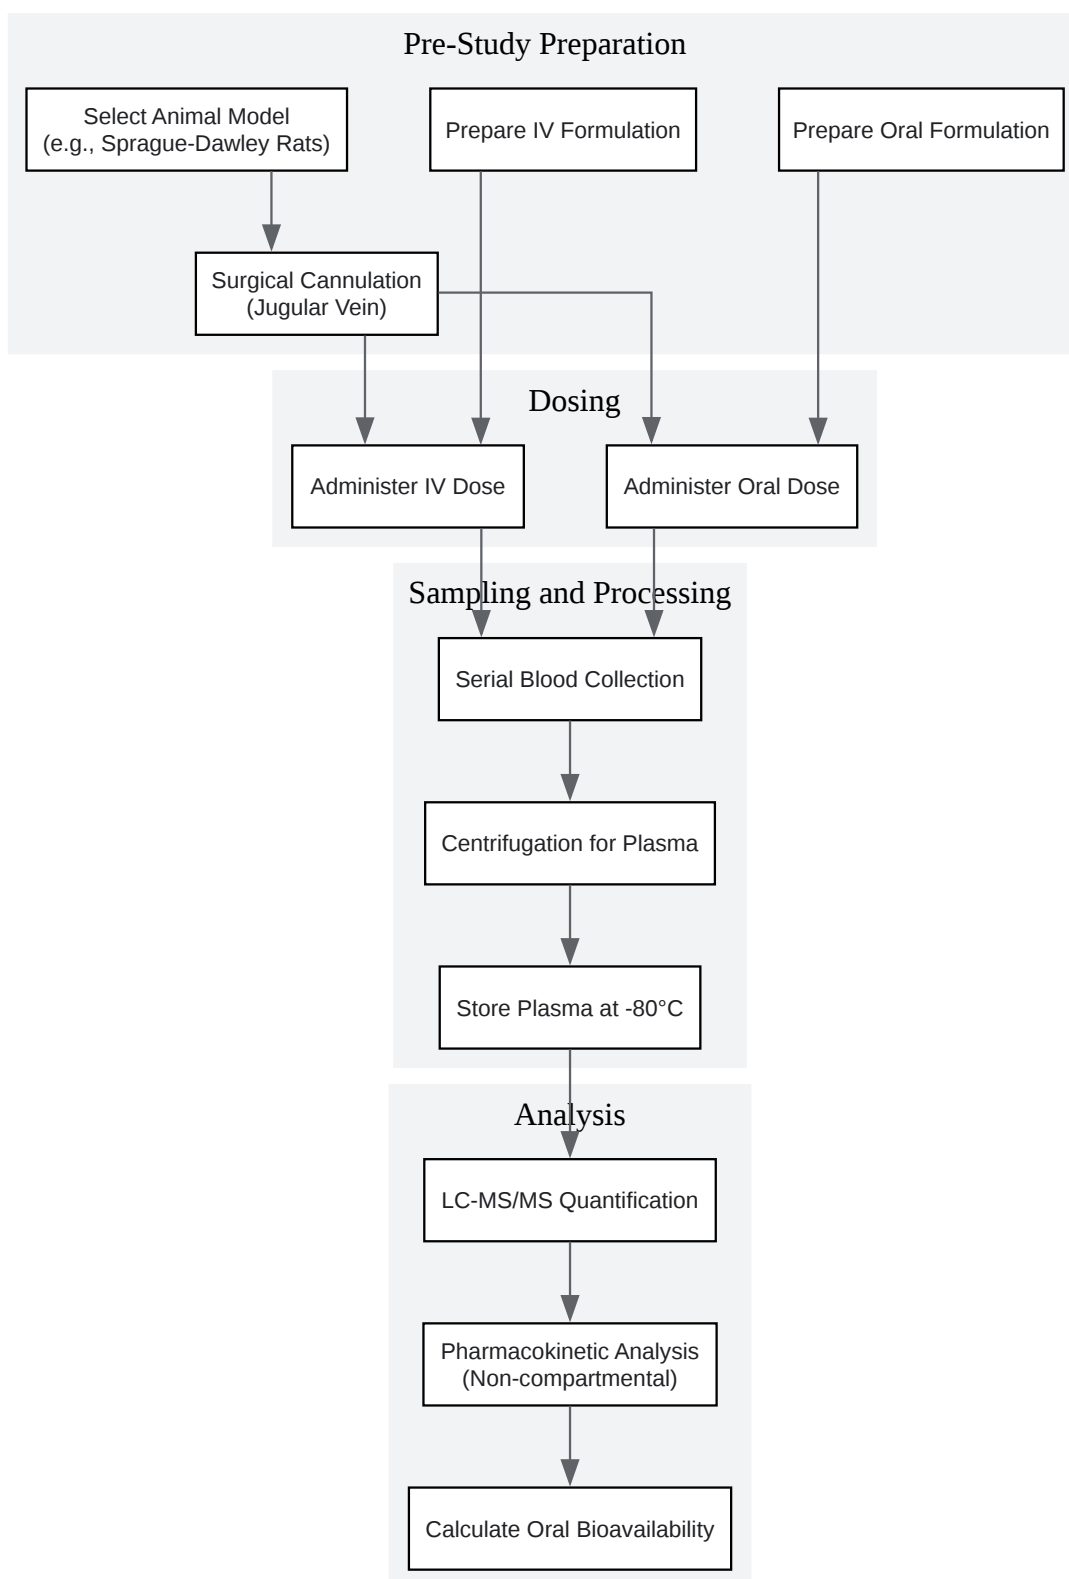 Pre-Study Preparation
Select Animal Model
(e.g., Sprague-Dawley Rats)
Prepare IV Formulation
Prepare Oral Formulation
Surgical Cannulation
(Jugular Vein)
Dosing
Administer IV Dose
Administer Oral Dose
Sampling and Processing
Serial Blood Collection
Centrifugation for Plasma
Store Plasma at -80°C
Analysis
LC-MS/MS Quantification
Pharmacokinetic Analysis
(Non-compartmental)
Calculate Oral Bioavailability